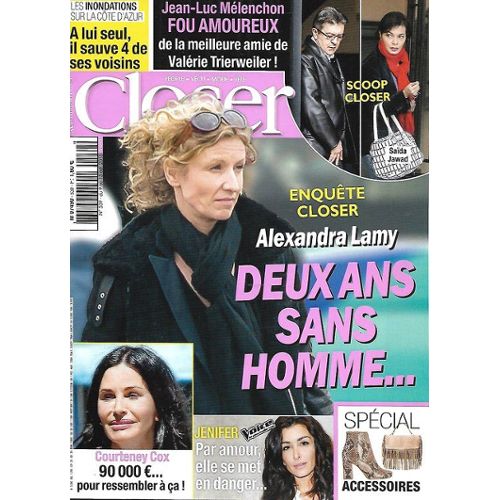 LES INONDATIONS
SUR LA CÔTE D'AZUR
A lui seul,
il sauve 4 de
ses voisins
Jean-Luc Mélenchon
FOU AMOUREUX
de la meilleure amie de
Valérie Trierweiler !
SCOOP
CLOSER
Saïda
Jawad
Closer
ENQUÊTE
CLOSER
Alexandra Lamy
DEUX ANS
SANS
HOMME...
Courteney Cox
90 000 €...
pour ressembler à ça !
JENIFER
Voice
Par amour,
elle se met
en danger...
SPÉCIAL
ACCESSOIRES